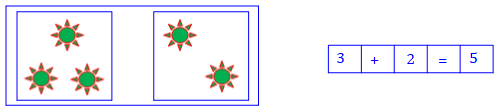 3 + 2 = 5